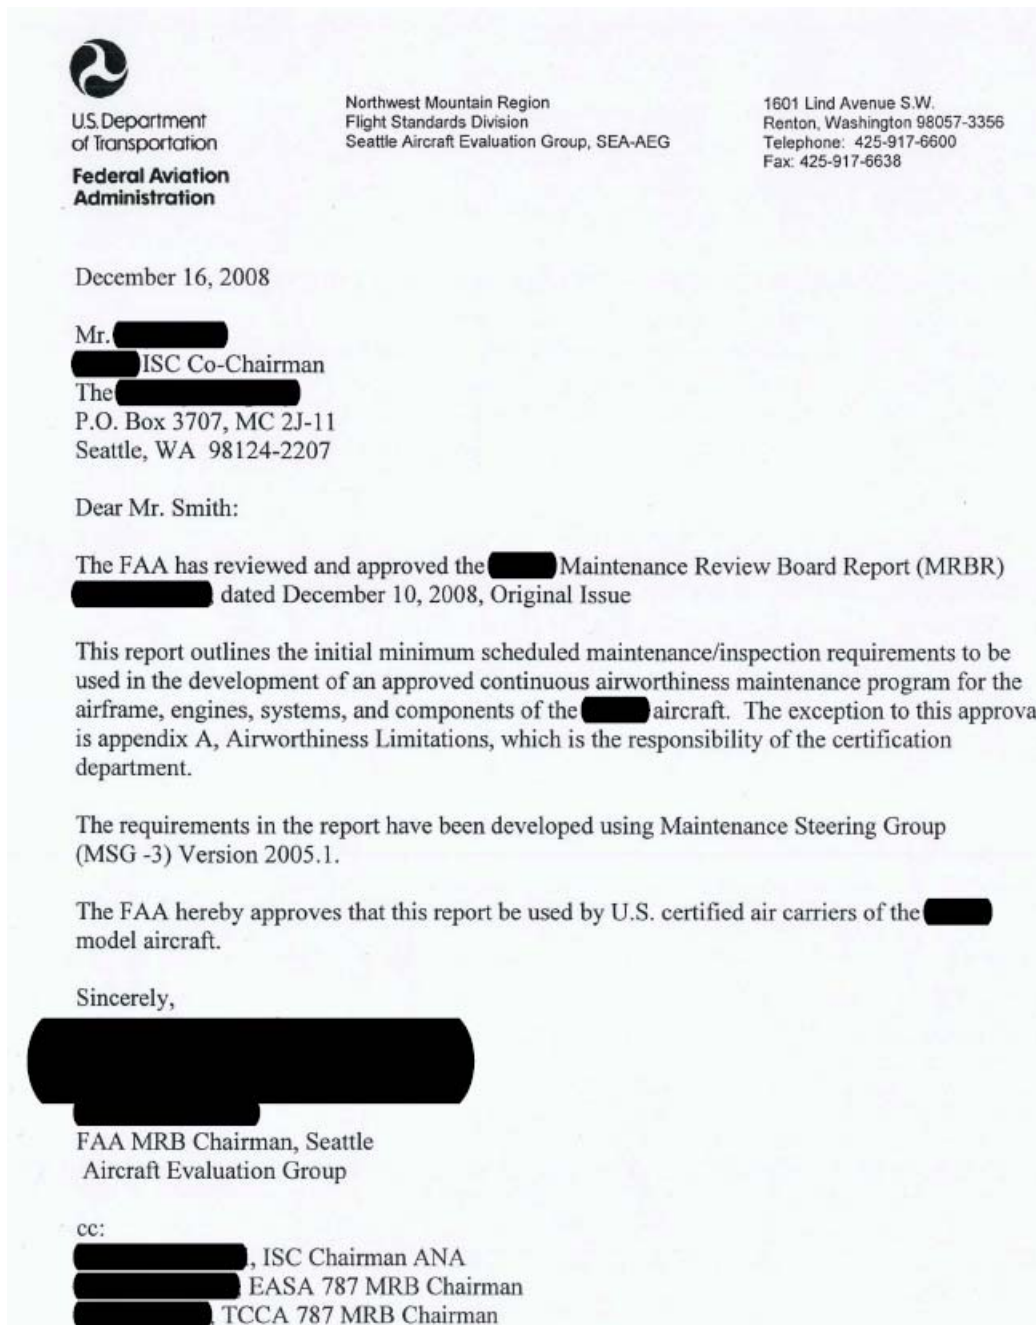 U.S. Department
of Transportation
Federal Aviation
Administration
Northwest Mountain Region
Flight Standards Division
Seattle Aircraft Evaluation Group, SEA-AEG
1601 Lind Avenue S.W.
Renton, Washington 98057-3356
Telephone: 425-917-6600
Fax: 425-917-6638
December 16, 2008
Mr.
ISC Co-Chairman
The
P.O. Box 3707, MC 2J-11
Seattle, WA 98124-2207
Dear Mr. Smith:
The FAA has reviewed and approved the Maintenance Review Board Report (MRBR)
dated December 10, 2008, Original Issue
This report outlines the initial minimum scheduled maintenance/inspection requirements to be
used in the development of an approved continuous airworthiness maintenance program for the
airframe, engines, systems, and components of the aircraft. The exception to this approva
is appendix A, Airworthiness Limitations, which is the responsibility of the certification
department.
The requirements in the report have been developed using Maintenance Steering Group
(MSG -3) Version 2005.1.
The FAA hereby approves that this report be used by U.S. certified air carriers of the
model aircraft.
Sincerely,
FAA MRB Chairman, Seattle
Aircraft Evaluation Group
cc:
, ISC Chairman ANA
EASA 787 MRB Chairman
TCCA 787 MRB Chairman